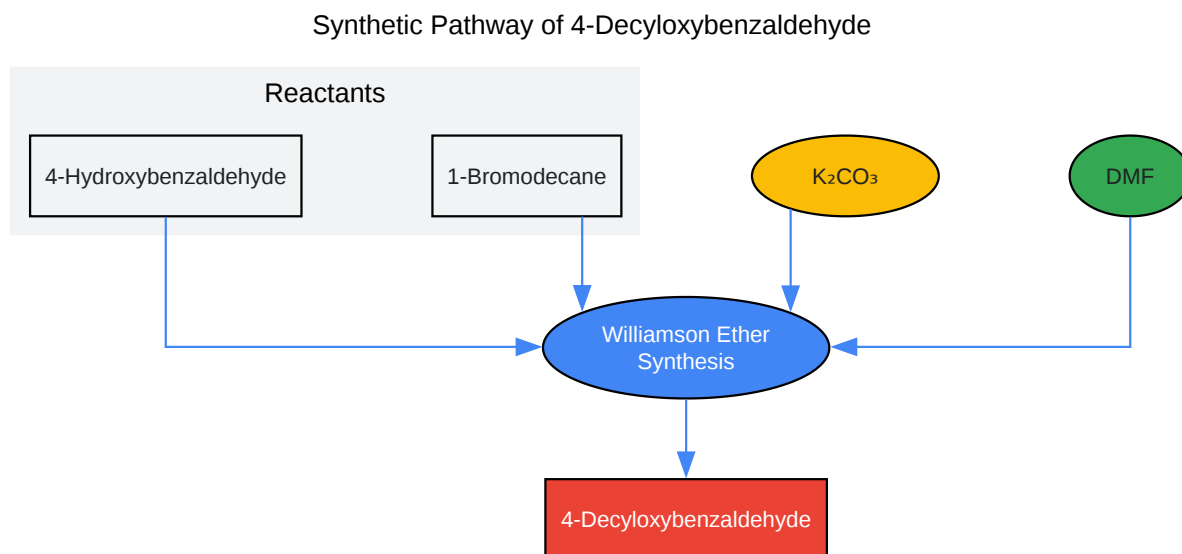 Synthetic Pathway of 4-Decyloxybenzaldehyde
Reactants
4-Hydroxybenzaldehyde
1-Bromodecane
K₂CO₃
DMF
Williamson Ether
Synthesis
4-Decyloxybenzaldehyde